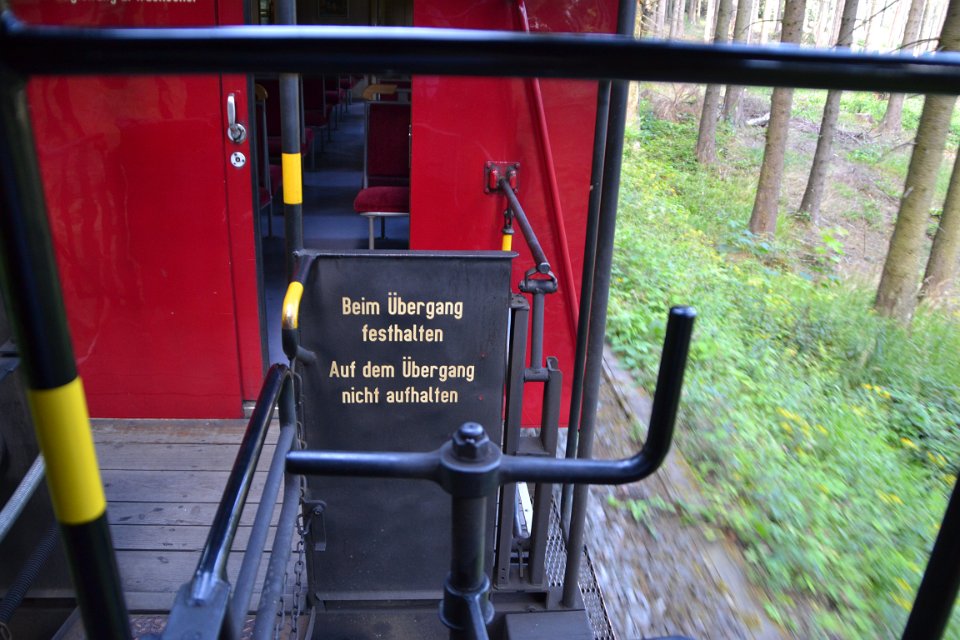 Beim Übergang
festhalten
Auf dem Übergang
nicht aufhalten